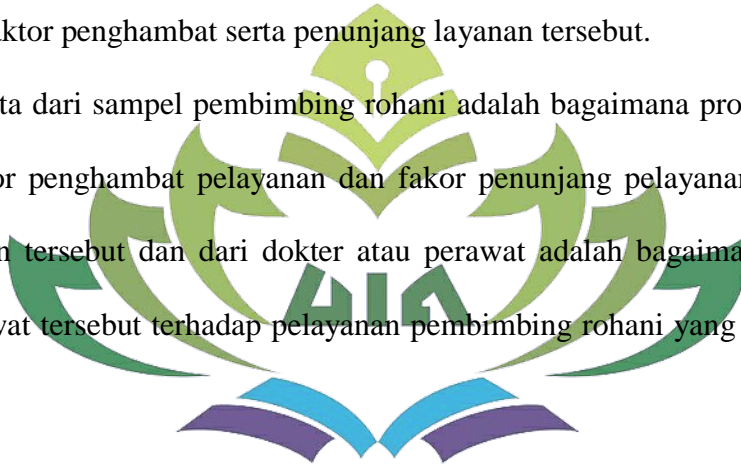 aktor penghambat serta penunjang layanan tersebut.
ta dari sampel pembimbing rohani adalah bagaimana pro
or penghambat pelayanan dan fakor penunjang pelayanan
n tersebut dan dari dokter atau perawat adalah bagaima
UIN
wat tersebut terhadap pelayanan pembimbing rohani yang